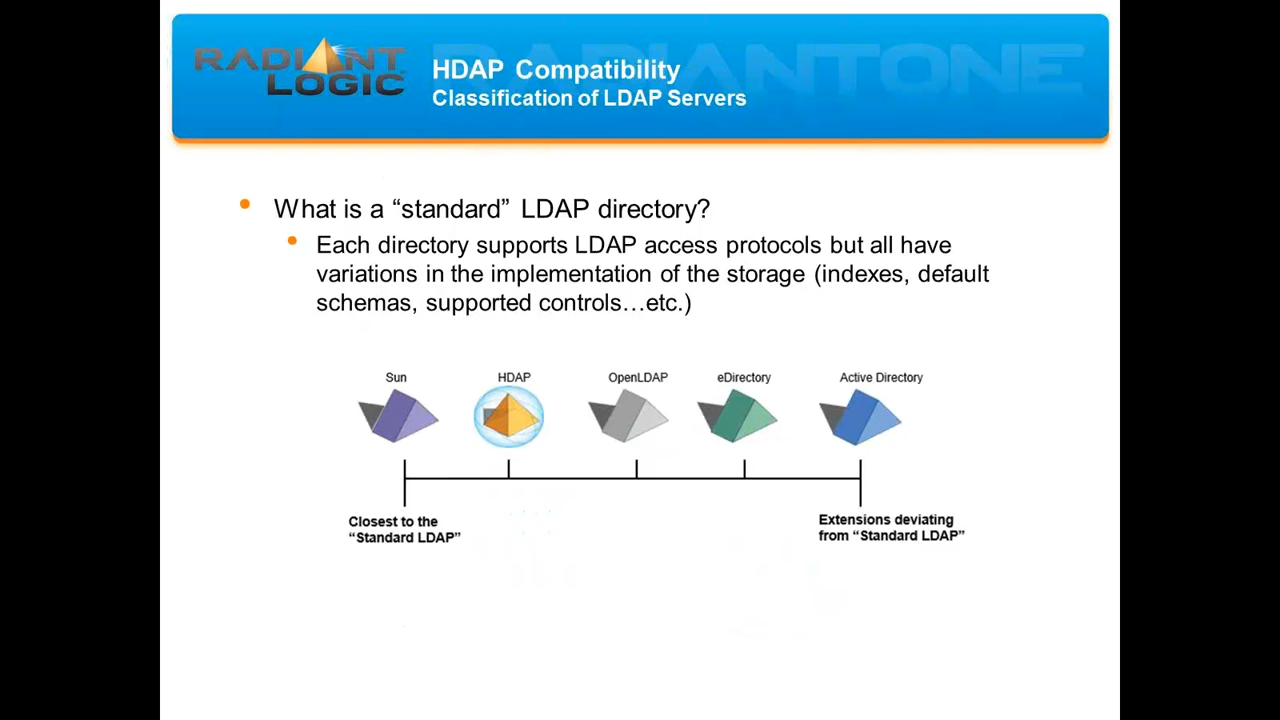 RADIANT
LOGIC
RADIANTONE
HDAP Compatibility
Classification of LDAP Servers
• What is a “standard” LDAP directory?
• Each directory supports LDAP access protocols but all have
variations in the implementation of the storage (indexes, default
schemas, supported controls…etc.)
Sun HDAP OpenLDAP eDirectory Active Directory
Closest to the
“Standard LDAP”
Extensions deviating
from “Standard LDAP”